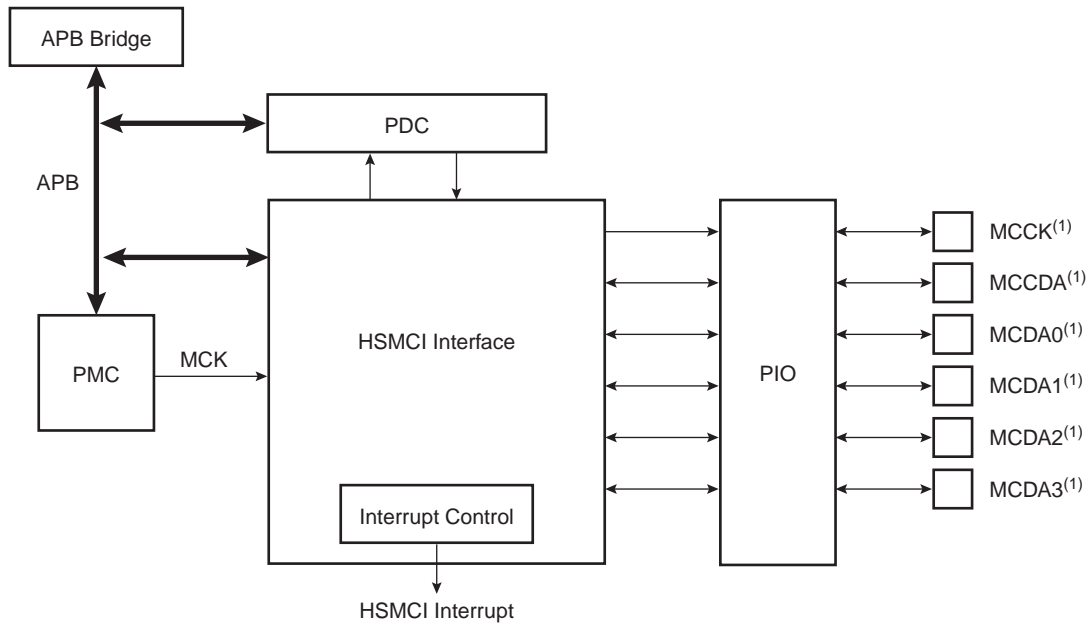 APB Bridge
PDC
APB
MCCK(1)
MCCDA(1)
HSMCI Interface
MCDA0(1)
MCK
PMC
PIO
MCDA1(1)
MCDA2(1)
MCDA3(1)
Interrupt Control
HSMCI Interrupt